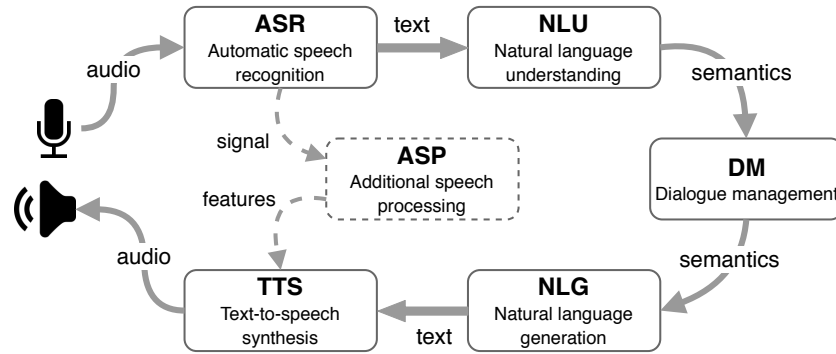 ASR
Automatic speech
recognition
text
NLU
Natural language
understanding
audio
semantics
signal
ASP
Additional speech
processing
DM
Dialogue management
features
audio
semantics
TTS
Text-to-speech
synthesis
text
NLG
Natural language
generation